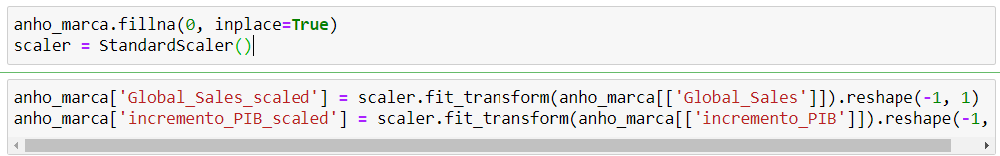 anho_marca.fillna(0, inplace=True)
scaler = StandardScaler()
anho_marca['Global_Sales_scaled'] = scaler.fit_transform(anho_marca[['Global_Sales']]).reshape(-1, 1)
anho_marca['incremento_PIB_scaled'] = scaler.fit_transform(anho_marca[['incremento_PIB']]).reshape(-1,